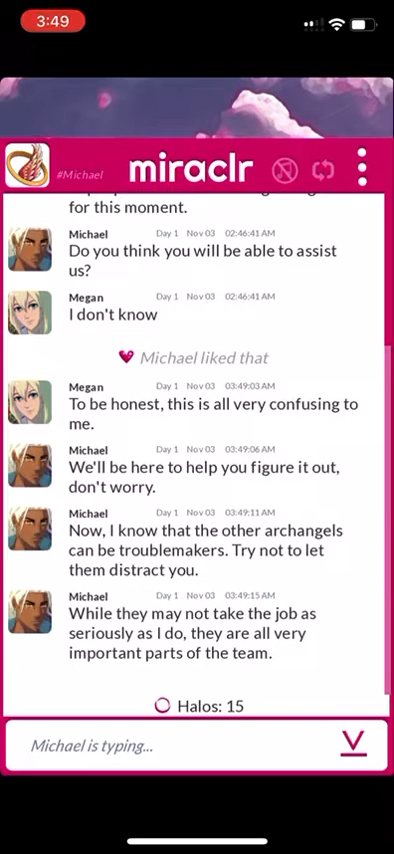 3:49
#Michael
miraclr
for this moment.
Michael Day 1 Nov 03 02:46:41 AM
Do you think you will be able to assist
us?
Megan Day 1 Nov 03 02:46:41 AM
I don't know
Michael liked that
Megan Day 1 Nov 03 03:49:03 AM
To be honest, this is all very confusing to
me.
Michael Day 1 Nov 03 03:49:06 AM
We'll be here to help you figure it out,
don't worry.
Michael Day 1 Nov 03 03:49:11 AM
Now, I know that the other archangels
can be troublemakers. Try not to let
them distract you.
Michael Day 1 Nov 03 03:49:15 AM
While they may not take the job as
seriously as I do, they are all very
important parts of the team.
Halos: 15
Michael is typing...